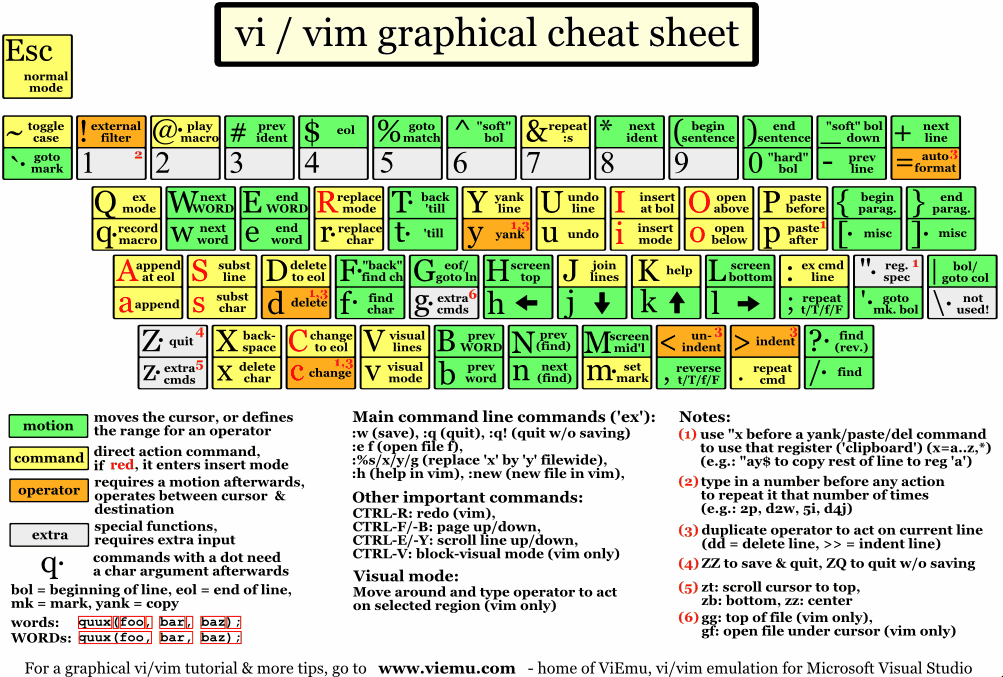 vi / vim graphical cheat sheet
Esc
normal
mode
~ toggle case
! external filter
@· play macro
# prev ident
$ eol
% goto match
^ "soft" bol
& repeat :s
* next ident
( begin sentence
) end sentence
_ "soft" bol down
+ next line
`· goto mark
1 2
2
3
4
5
6
7
8
9
0 "hard" bol
- prev line
= auto format 3
Q ex mode
W next WORD
E end WORD
R replace mode
T· back 'till
Y yank line
U undo line
I insert at bol
O open above
P paste before
{ begin parag.
} end parag.
q· record macro
w next word
e end word
r· replace char
t· 'till
y yank 1,3
u undo
i insert mode
o open below
p paste after 1
[· misc
]· misc
A append at eol
S subst line
D delete to eol
F· "back" find ch
G eof/ goto ln
H screen top
J join lines
K help
L screen bottom
: ex cmd line
"· reg. spec 1
| bol/ goto col
a append
s subst char
d delete 1,3
f· find char
g· extra cmds 6
h
j
k
l
; repeat t/T/f/F
'· goto mk. bol
\· not used!
Z· quit 4
X back-space
C change to eol
V visual lines
B prev WORD
N prev (find)
M screen mid'l
< un-indent 3
> indent 3
?· find (rev.)
z· extra cmds 5
x delete char
c change 1,3
v visual mode
b prev word
n next (find)
m· set mark
, reverse t/T/f/F
. repeat cmd
/· find
motion moves the cursor, or defines
the range for an operator
command direct action command,
if red, it enters insert mode
operator requires a motion afterwards,
operates between cursor &
destination
extra special functions,
requires extra input
q· commands with a dot need
a char argument afterwards
bol = beginning of line, eol = end of line,
mk = mark, yank = copy
words: quux(foo, bar, baz);
WORDs: quux(foo, bar, baz);
Main command line commands ('ex'):
:w (save), :q (quit), :q! (quit w/o saving)
:e f (open file f),
:%s/x/y/g (replace 'x' by 'y' filewide),
:h (help in vim), :new (new file in vim),
Other important commands:
CTRL-R: redo (vim),
CTRL-F/-B: page up/down,
CTRL-E/-Y: scroll line up/down,
CTRL-V: block-visual mode (vim only)
Visual mode:
Move around and type operator to act
on selected region (vim only)
Notes:
(1) use "x before a yank/paste/del command
to use that register ('clipboard') (x=a..z,*)
(e.g.: "ay$ to copy rest of line to reg 'a')
(2) type in a number before any action
to repeat it that number of times
(e.g.: 2p, d2w, 5i, d4j)
(3) duplicate operator to act on current line
(dd = delete line, >> = indent line)
(4) ZZ to save & quit, ZQ to quit w/o saving
(5) zt: scroll cursor to top,
zb: bottom, zz: center
(6) gg: top of file (vim only),
gf: open file under cursor (vim only)
For a graphical vi/vim tutorial & more tips, go to www.viemu.com - home of ViEmu, vi/vim emulation for Microsoft Visual Studio